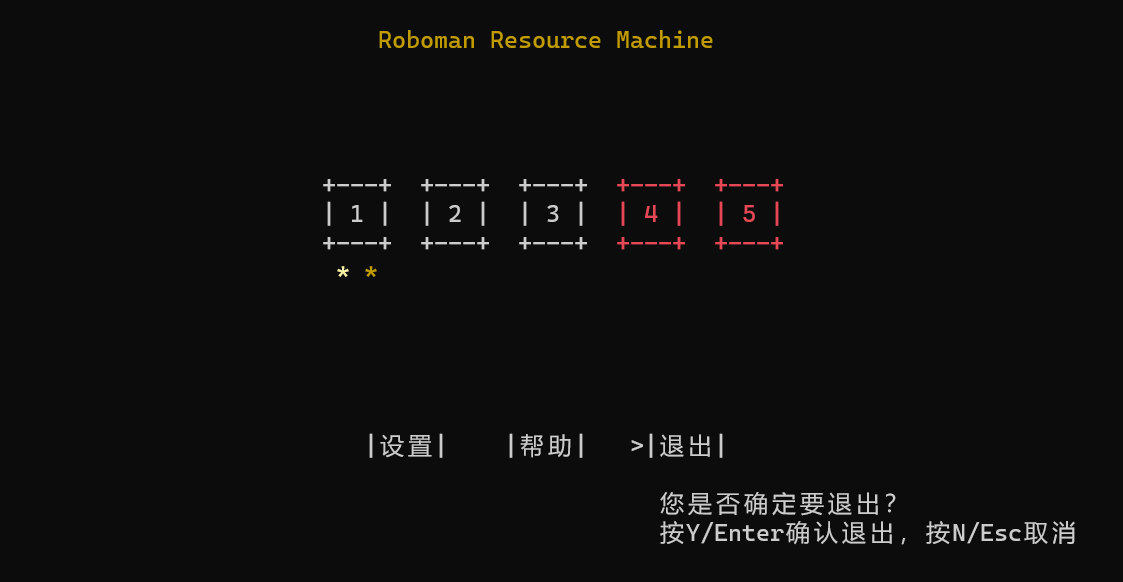 Roboman Resource Machine
+---+ +---+ +---+ +---+ +---+
| 1 | | 2 | | 3 | | 4 | | 5 |
+---+ +---+ +---+ +---+ +---+
* *
|设置| |帮助| >|退出|
您是否确定要退出?
按Y/Enter确认退出，按N/Esc取消